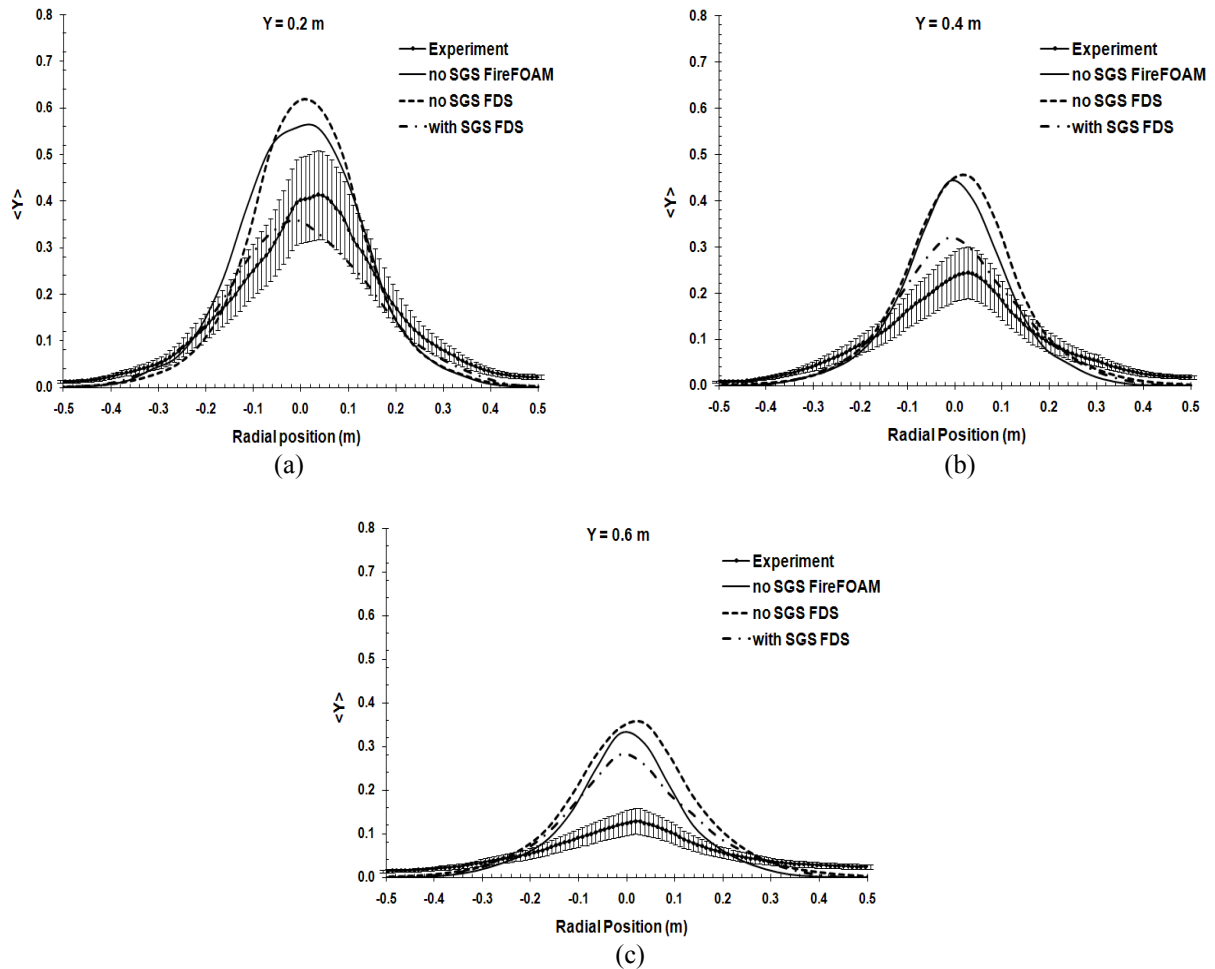 Y = 0.2 m
Experiment
no SGS FireFOAM
no SGS FDS
with SGS FDS
<Y>
0.8
0.7
0.6
0.5
0.4
0.3
0.2
0.1
0.0
-0.5 -0.4 -0.3 -0.2 -0.1 0.0 0.1 0.2 0.3 0.4 0.5
Radial position (m)
(a)
Y = 0.4 m
Experiment
no SGS FireFOAM
no SGS FDS
with SGS FDS
<Y>
0.8
0.7
0.6
0.5
0.4
0.3
0.2
0.1
0.0
-0.5 -0.4 -0.3 -0.2 -0.1 0.0 0.1 0.2 0.3 0.4 0.5
Radial Position (m)
(b)
Y = 0.6 m
Experiment
no SGS FireFOAM
no SGS FDS
with SGS FDS
<Y>
0.8
0.7
0.6
0.5
0.4
0.3
0.2
0.1
0.0
-0.5 -0.4 -0.3 -0.2 -0.1 0.0 0.1 0.2 0.3 0.4 0.5
Radial Position (m)
(c)